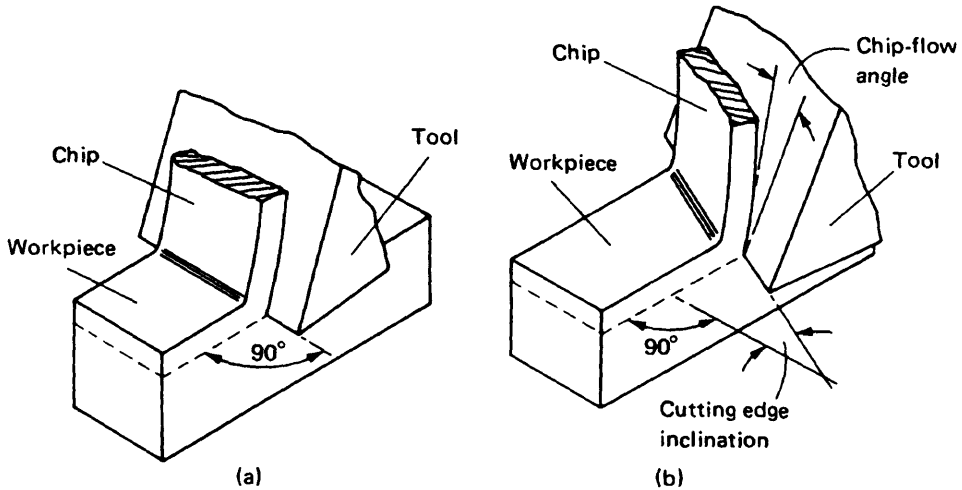 Chip
Tool
Workpiece
90°
(a)
Chip
Chip-flow
angle
Workpiece
Tool
90°
Cutting edge
inclination
(b)